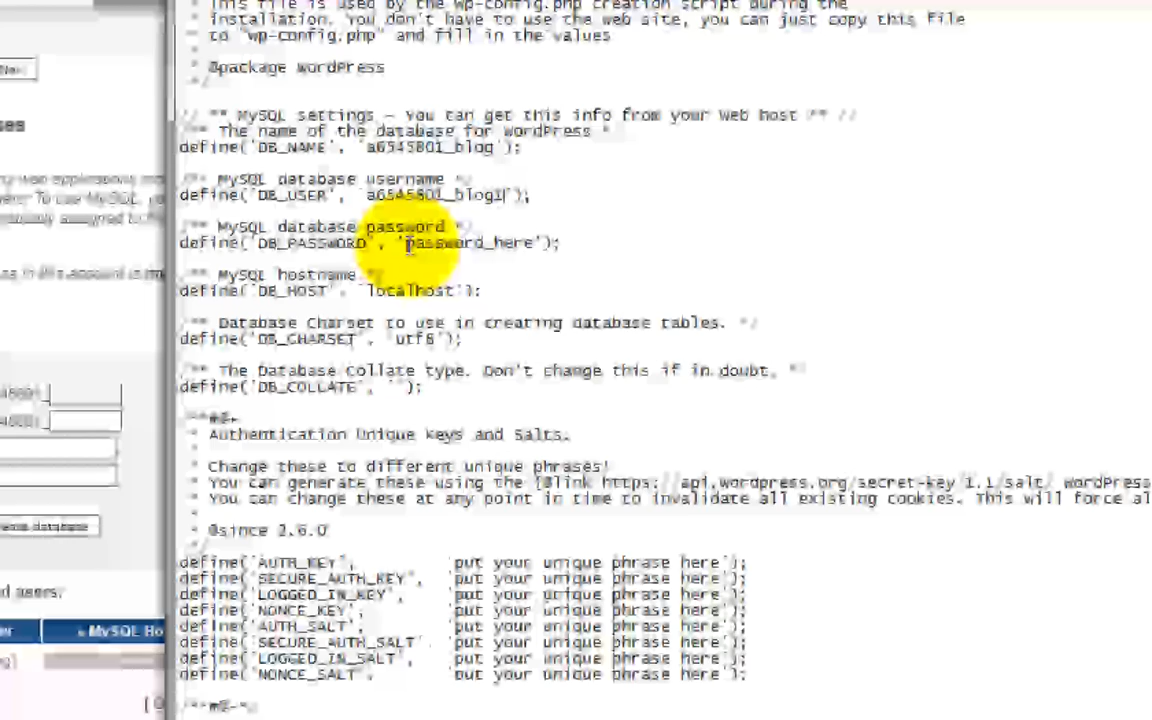 This file is used by the wp-config.php creation script during the
* installation. You don't have to use the web site, you can just copy this file
* to "wp-config.php" and fill in the values
*
* @package WordPress
*/
// ** MySQL settings - You can get this info from your web host ** //
/** The name of the database for WordPress *
define('DB_NAME', 'a6545801_blog');
/** MySQL database username */
define('DB_USER', 'a6545801_blog1');
/** MySQL database password
define('DB_PASSWORD', 'password_here');
/** MySQL hostname */
define('DB_HOST', 'localhost');
/** Database Charset to use in creating database tables. */
define('DB_CHARSET', 'utf8');
/** The Database Collate type. Don't change this if in doubt. */
define('DB_COLLATE', '');
/**#@+
* Authentication Unique Keys and Salts.
*
* Change these to different unique phrases!
* You can generate these using the {@link https://api.wordpress.org/secret-key/1.1/salt/ WordPress
* You can change these at any point in time to invalidate all existing cookies. This will force al
*
* @since 2.6.0
*/
define('AUTH_KEY', 'put your unique phrase here');
define('SECURE_AUTH_KEY', 'put your unique phrase here');
define('LOGGED_IN_KEY', 'put your unique phrase here');
define('NONCE_KEY', 'put your unique phrase here');
define('AUTH_SALT', 'put your unique phrase here');
define('SECURE_AUTH_SALT', 'put your unique phrase here');
define('LOGGED_IN_SALT', 'put your unique phrase here');
define('NONCE_SALT', 'put your unique phrase here');
/**#@-*/
d users:
MySQL Ho